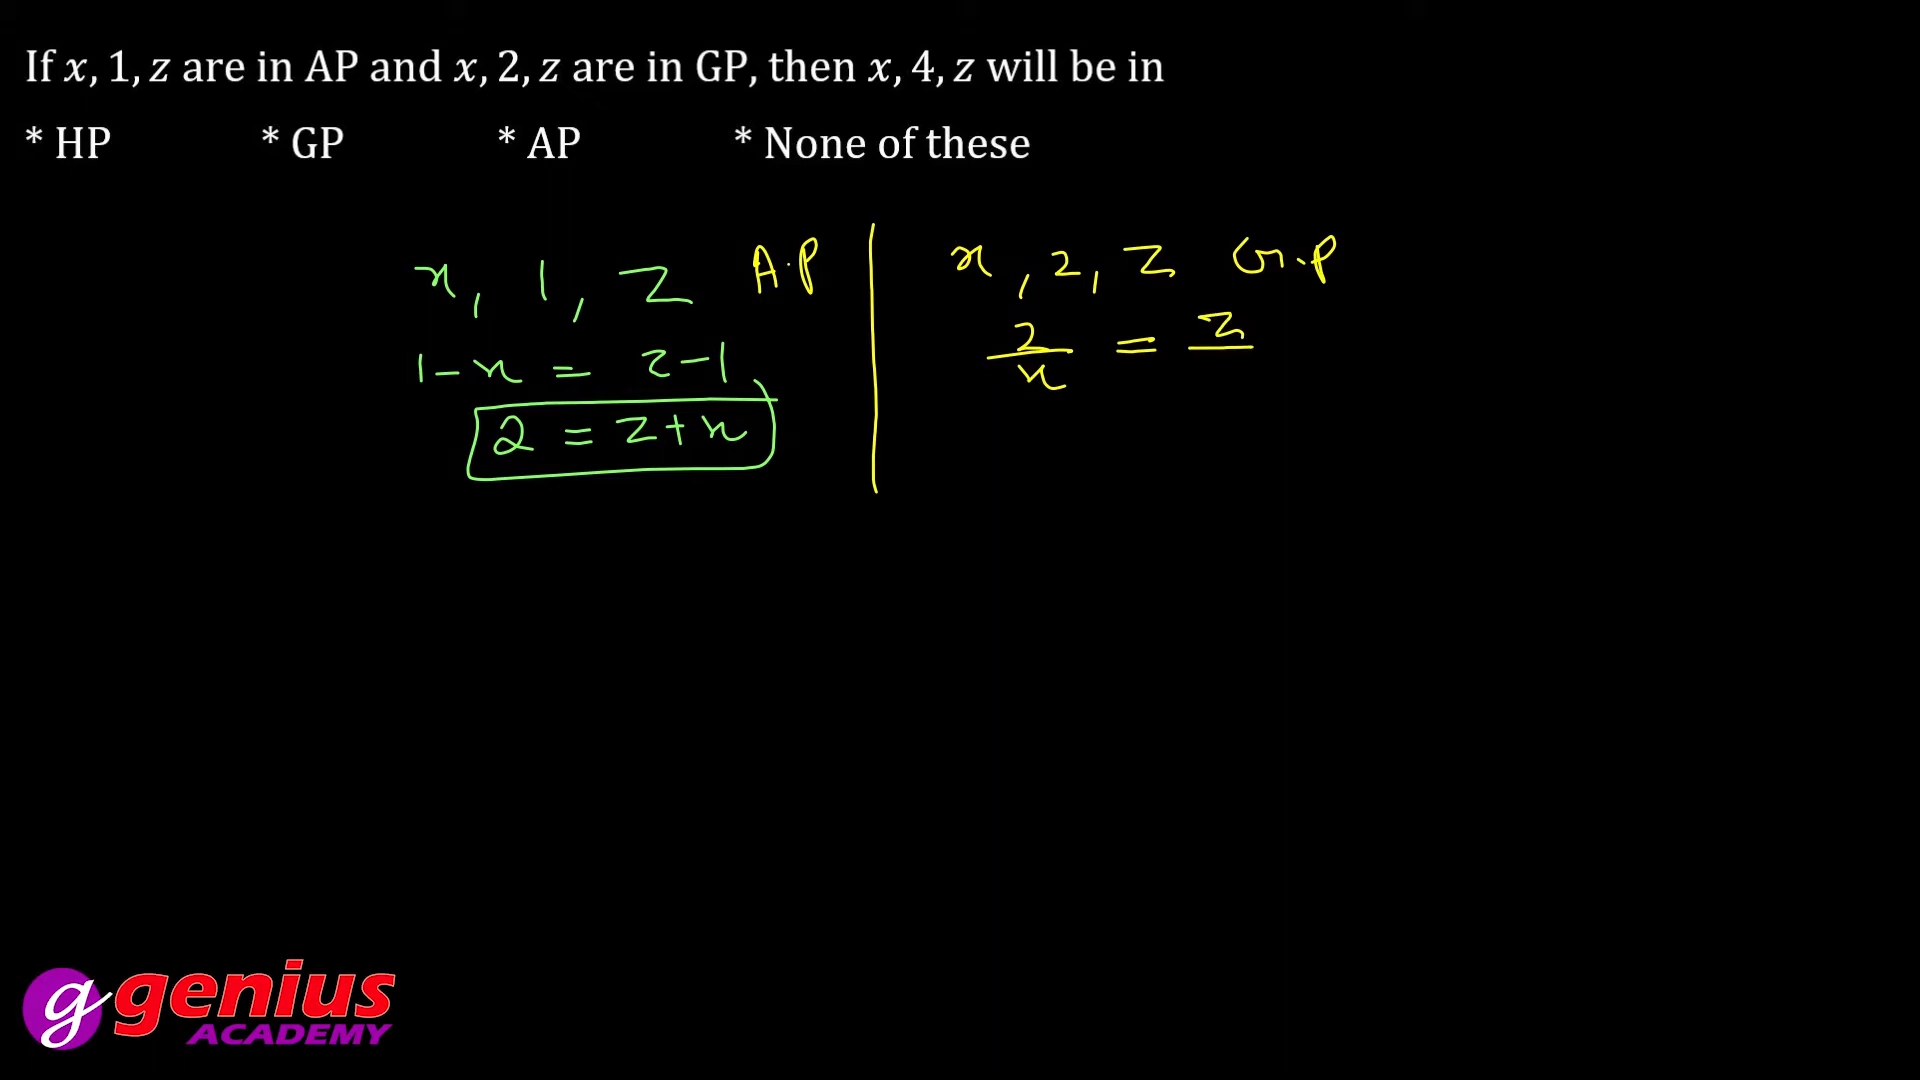 If x, 1, z are in AP and x, 2, z are in GP, then x, 4, z will be in
* HP * GP * AP * None of these
x, 1, z A.P
1-x = z-1
2 = z+x
x, 2, z G.P
2/x = z
genius
ACADEMY